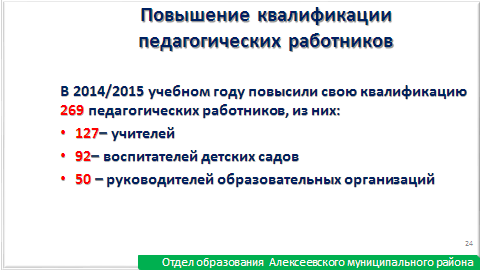 Повышение квалификации
педагогических работников
В 2014/2015 учебном году повысили свою квалификацию
269 педагогических работников, из них:
• 127– учителей
• 92– воспитателей детских садов
• 50 – руководителей образовательных организаций
24
Отдел образования Алексеевского муниципального района